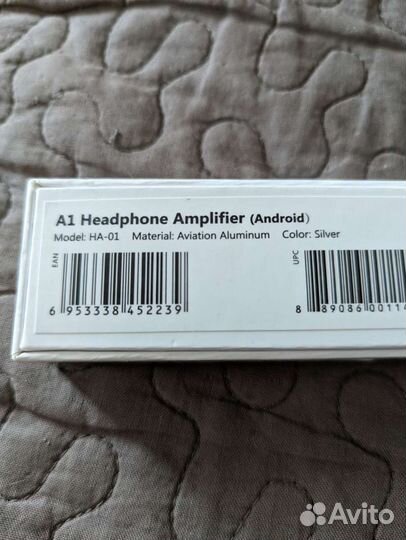 A1 Headphone Amplifier (Android)
Model: HA-01 Material: Aviation Aluminum Color: Silver
EAN
6 953338 452239
UPC
8 89086 00114
Avito